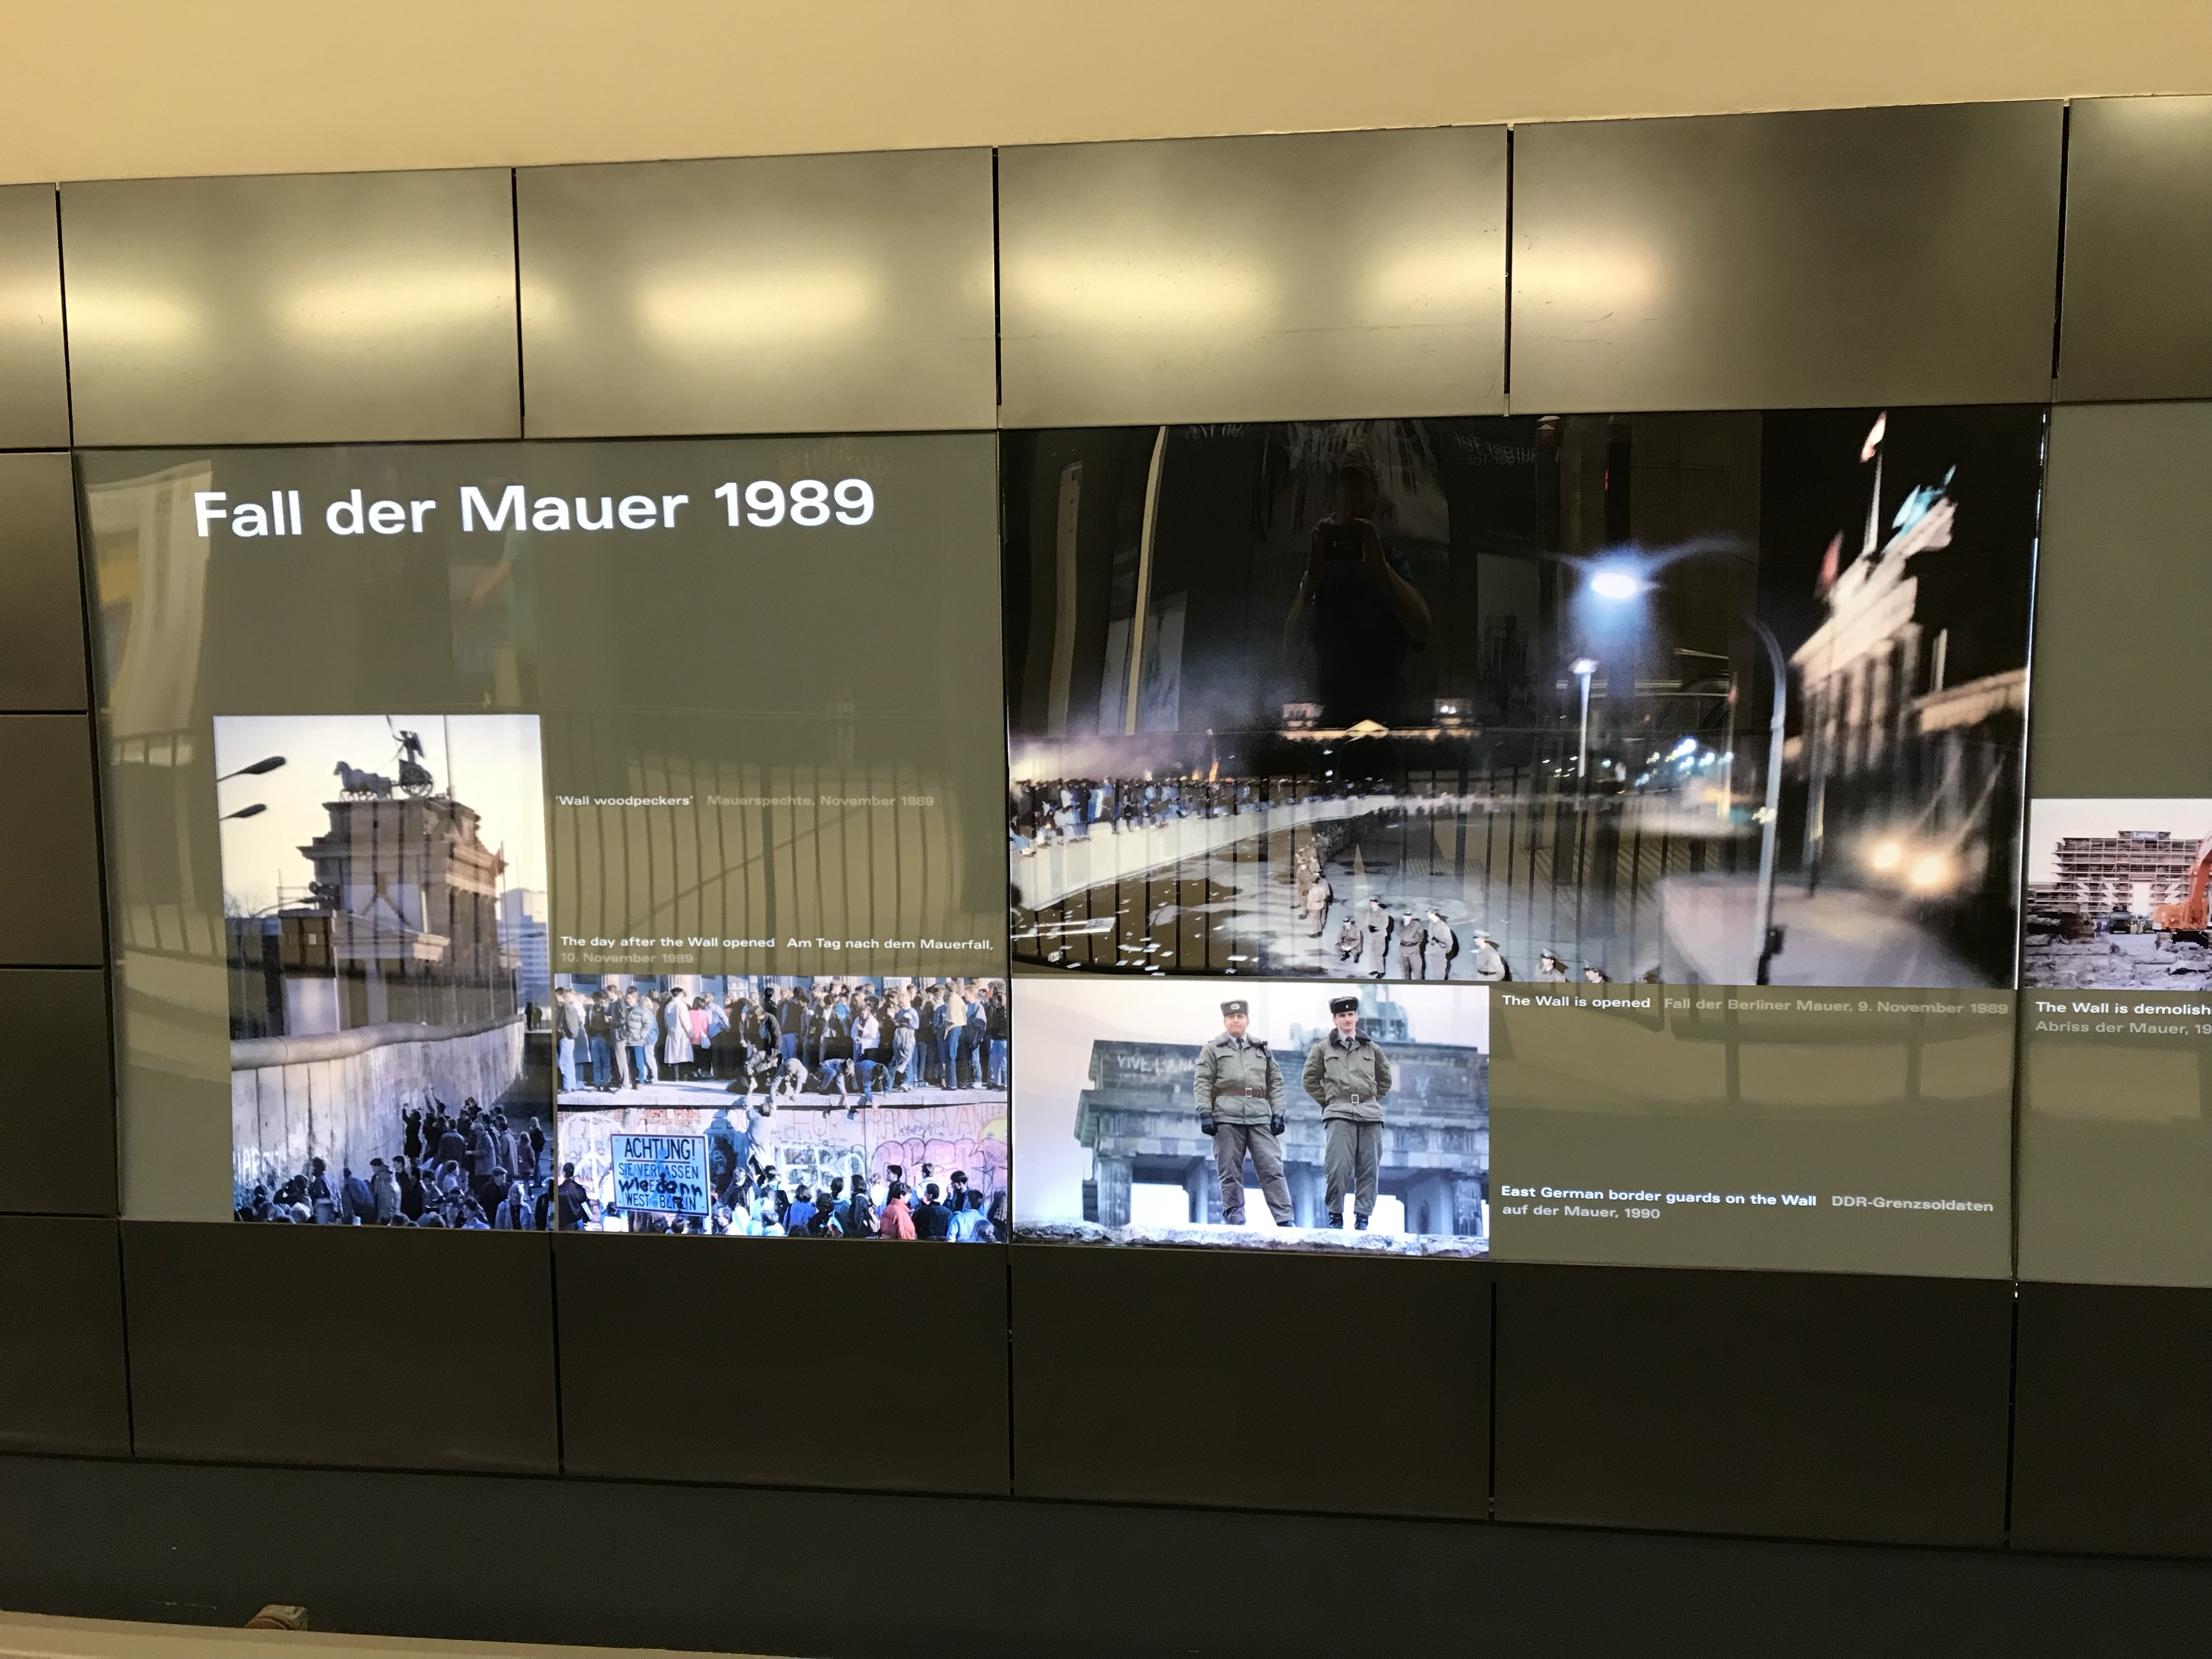 Fall der Mauer 1989
'Wall woodpeckers' Mauerspechte, November 1989
The day after the Wall opened Am Tag nach dem Mauerfall,
10. November 1989
ACHTUNG!
SIE VERLASSEN
wie denn
WEST-BERLIN
VIVE L'
The Wall is opened Fall der Berliner Mauer, 9. November 1989
East German border guards on the Wall DDR-Grenzsoldaten
auf der Mauer, 1990
The Wall is demolish
Abriss der Mauer, 19